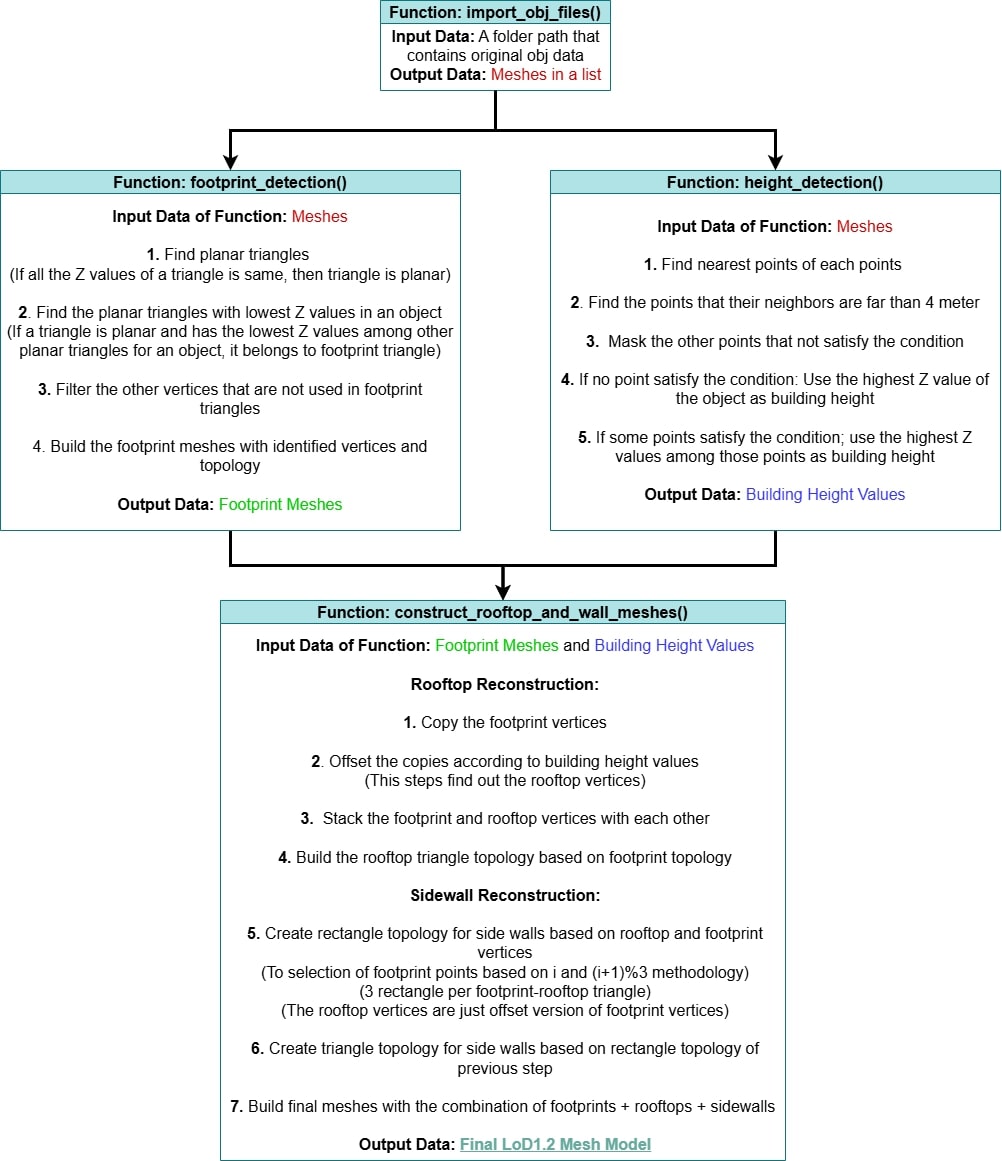 Function: import_obj_files()
Input Data: A folder path that
contains original obj data
Output Data: Meshes in a list
Function: footprint_detection()
Input Data of Function: Meshes
1. Find planar triangles
(If all the Z values of a triangle is same, then triangle is planar)
2. Find the planar triangles with lowest Z values in an object
(If a triangle is planar and has the lowest Z values among other
planar triangles for an object, it belongs to footprint triangle)
3. Filter the other vertices that are not used in footprint
triangles
4. Build the footprint meshes with identified vertices and
topology
Output Data: Footprint Meshes
Function: height_detection()
Input Data of Function: Meshes
1. Find nearest points of each points
2. Find the points that their neighbors are far than 4 meter
3. Mask the other points that not satisfy the condition
4. If no point satisfy the condition: Use the highest Z value of
the object as building height
5. If some points satisfy the condition; use the highest Z
values among those points as building height
Output Data: Building Height Values
Function: construct_rooftop_and_wall_meshes()
Input Data of Function: Footprint Meshes and Building Height Values
Rooftop Reconstruction:
1. Copy the footprint vertices
2. Offset the copies according to building height values
(This steps find out the rooftop vertices)
3. Stack the footprint and rooftop vertices with each other
4. Build the rooftop triangle topology based on footprint topology
Sidewall Reconstruction:
5. Create rectangle topology for side walls based on rooftop and footprint
vertices
(To selection of footprint points based on i and (i+1)%3 methodology)
(3 rectangle per footprint-rooftop triangle)
(The rooftop vertices are just offset version of footprint vertices)
6. Create triangle topology for side walls based on rectangle topology of
previous step
7. Build final meshes with the combination of footprints + rooftops + sidewalls
Output Data: Final LoD1.2 Mesh Model